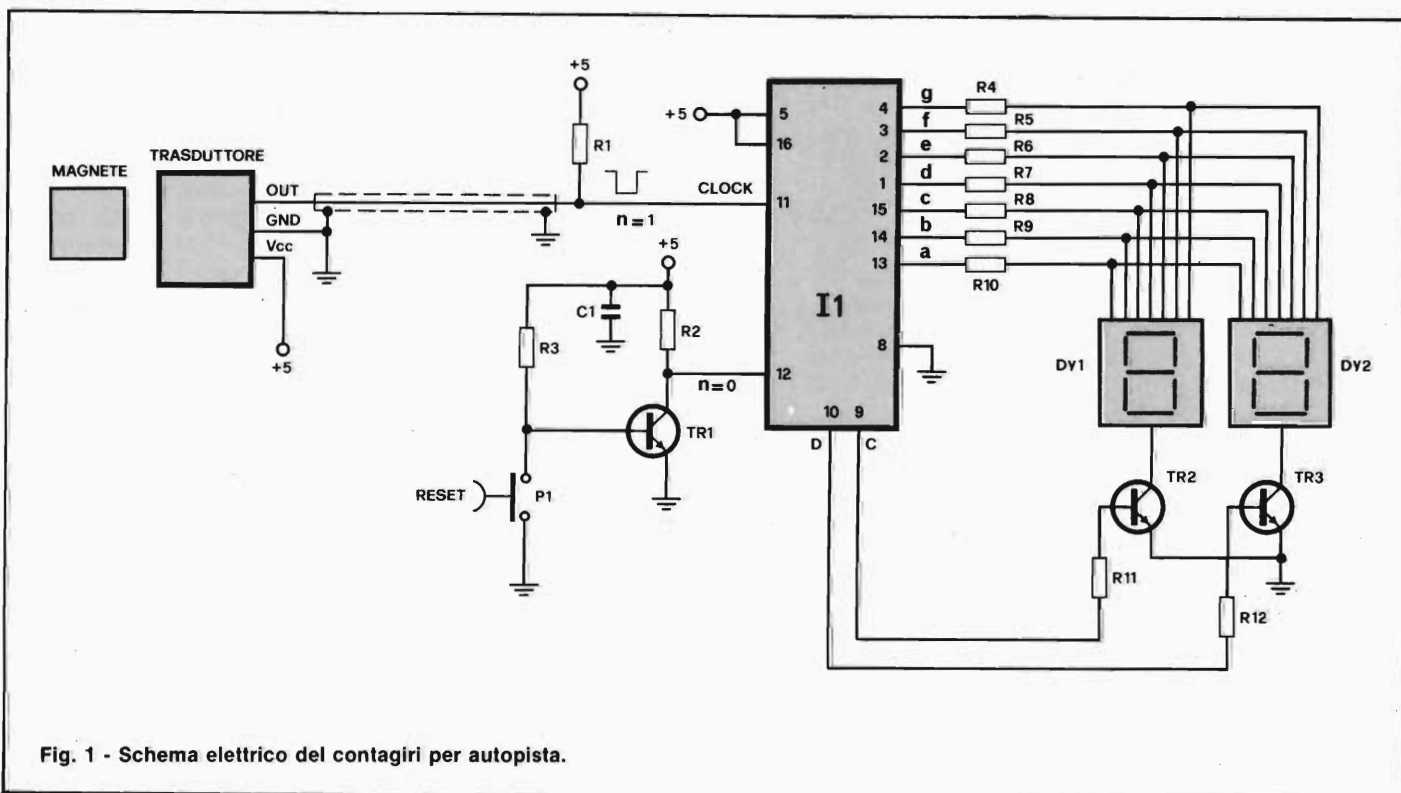 MAGNETE
TRASDUTTORE
OUT
GND
Vcc
+5
+5
R1
n=1
CLOCK
+5
R3
C1
R2
n=0
TR1
RESET
P1
+5
5
16
11
12
I1
10
9
D
C
8
4
3
2
1
15
14
13
g
f
e
d
c
b
a
R4
R5
R6
R7
R8
R9
R10
DY1
DY2
TR2
TR3
R11
R12
Fig. 1 - Schema elettrico del contagiri per autopista.